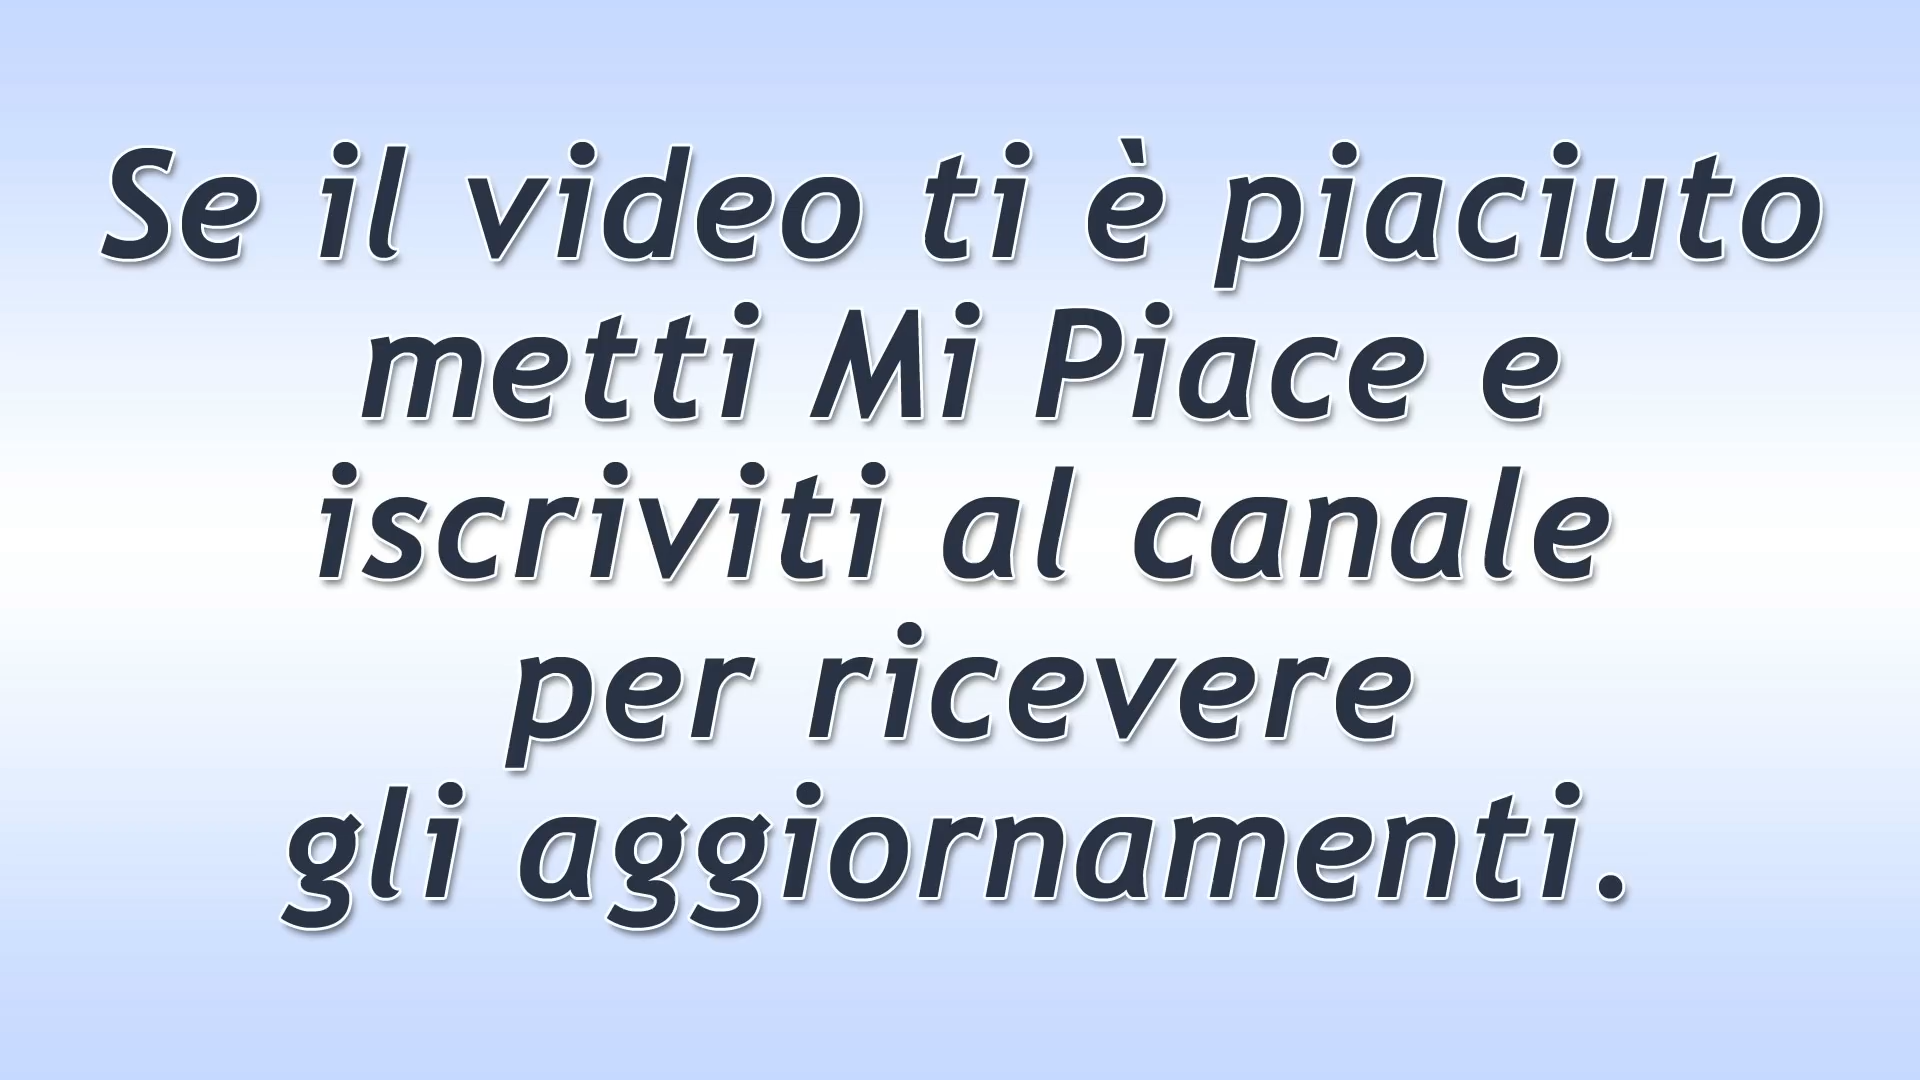 Se il video ti è piaciuto
metti Mi Piace e
iscriviti al canale
per ricevere
gli aggiornamenti.